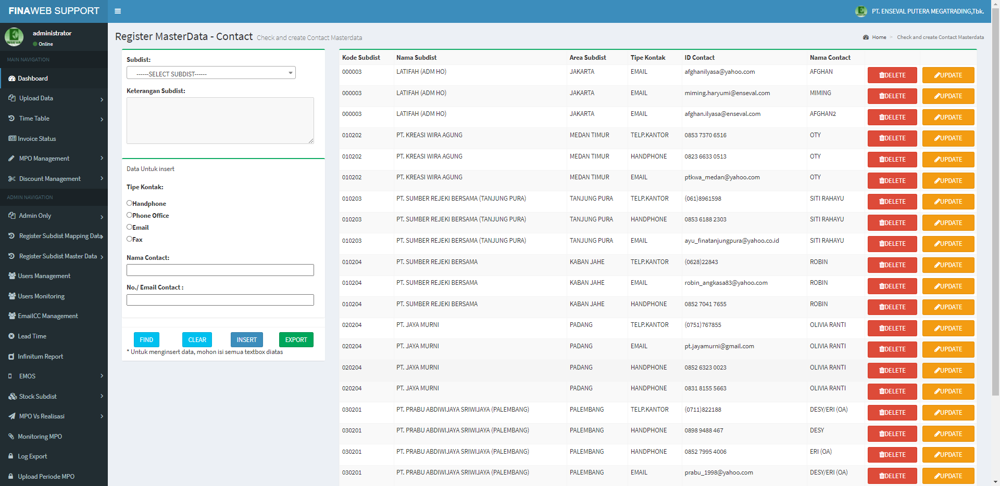 FINAWEB SUPPORT
PT. ENSEVAL PUTERA MEGATRADING,Tbk.
administrator
Online
MAIN NAVIGATION
Dashboard
Upload Data
Time Table
Invoice Status
MPO Management
Discount Management
ADMIN NAVIGATION
Admin Only
Register Subdist Mapping Data
Register Subdist Master Data
Users Management
Users Monitoring
EmailCC Management
Lead Time
Infinitum Report
EMOS
Stock Subdist
MPO Vs Realisasi
Monitoring MPO
Log Export
Upload Periode MPO
Register MasterData - Contact Check and create Contact Masterdata
Home > Check and create Contact Masterdata
Subdist:
------SELECT SUBDIST------
Keterangan Subdist:
Data Untuk insert
Tipe Kontak:
Handphone
Phone Office
Email
Fax
Nama Contact:
No./ Email Contact :
FIND CLEAR INSERT EXPORT
* Untuk menginsert data, mohon isi semua textbox diatas
Kode Subdist Nama Subdist Area Subdist Tipe Kontak ID Contact Nama Contact
000003 LATIFAH (ADM HO) JAKARTA EMAIL afghanilyasa@yahoo.com AFGHAN DELETE UPDATE
000003 LATIFAH (ADM HO) JAKARTA EMAIL miming.haryumi@enseval.com MIMING DELETE UPDATE
000003 LATIFAH (ADM HO) JAKARTA EMAIL afghan.ilyasa@enseval.com AFGHAN2 DELETE UPDATE
010202 PT. KREASI WIRA AGUNG MEDAN TIMUR TELP.KANTOR 0853 7370 6516 OTY DELETE UPDATE
010202 PT. KREASI WIRA AGUNG MEDAN TIMUR HANDPHONE 0823 6633 0513 OTY DELETE UPDATE
010202 PT. KREASI WIRA AGUNG MEDAN TIMUR EMAIL ptkwa_medan@yahoo.com OTY DELETE UPDATE
010203 PT. SUMBER REJEKI BERSAMA (TANJUNG PURA) TANJUNG PURA TELP.KANTOR (061)8961598 SITI RAHAYU DELETE UPDATE
010203 PT. SUMBER REJEKI BERSAMA (TANJUNG PURA) TANJUNG PURA HANDPHONE 0853 6188 2303 SITI RAHAYU DELETE UPDATE
010203 PT. SUMBER REJEKI BERSAMA (TANJUNG PURA) TANJUNG PURA EMAIL ayu_finatanjungpura@yahoo.co.id SITI RAHAYU DELETE UPDATE
010204 PT. SUMBER REJEKI BERSAMA KABAN JAHE TELP.KANTOR (0628)22843 ROBIN DELETE UPDATE
010204 PT. SUMBER REJEKI BERSAMA KABAN JAHE EMAIL robin_angkasa83@yahoo.com ROBIN DELETE UPDATE
010204 PT. SUMBER REJEKI BERSAMA KABAN JAHE HANDPHONE 0852 7041 7655 ROBIN DELETE UPDATE
020204 PT. JAYA MURNI PADANG TELP.KANTOR (0751)767855 OLIVIA RANTI DELETE UPDATE
020204 PT. JAYA MURNI PADANG EMAIL pt.jayamurni@gmail.com OLIVIA RANTI DELETE UPDATE
020204 PT. JAYA MURNI PADANG HANDPHONE 0852 6323 0023 OLIVIA RANTI DELETE UPDATE
020204 PT. JAYA MURNI PADANG HANDPHONE 0831 8155 5663 OLIVIA RANTI DELETE UPDATE
030201 PT. PRABU ABDIWIJAYA SRIWIJAYA (PALEMBANG) PALEMBANG TELP.KANTOR (0711)822188 DESY/ERI (OA) DELETE UPDATE
030201 PT. PRABU ABDIWIJAYA SRIWIJAYA (PALEMBANG) PALEMBANG HANDPHONE 0898 9488 467 DESY DELETE UPDATE
030201 PT. PRABU ABDIWIJAYA SRIWIJAYA (PALEMBANG) PALEMBANG HANDPHONE 0852 7995 4006 ERI (OA) DELETE UPDATE
030201 PT. PRABU ABDIWIJAYA SRIWIJAYA (PALEMBANG) PALEMBANG EMAIL prabu_1998@yahoo.com DESY/ERI (OA) DELETE UPDATE